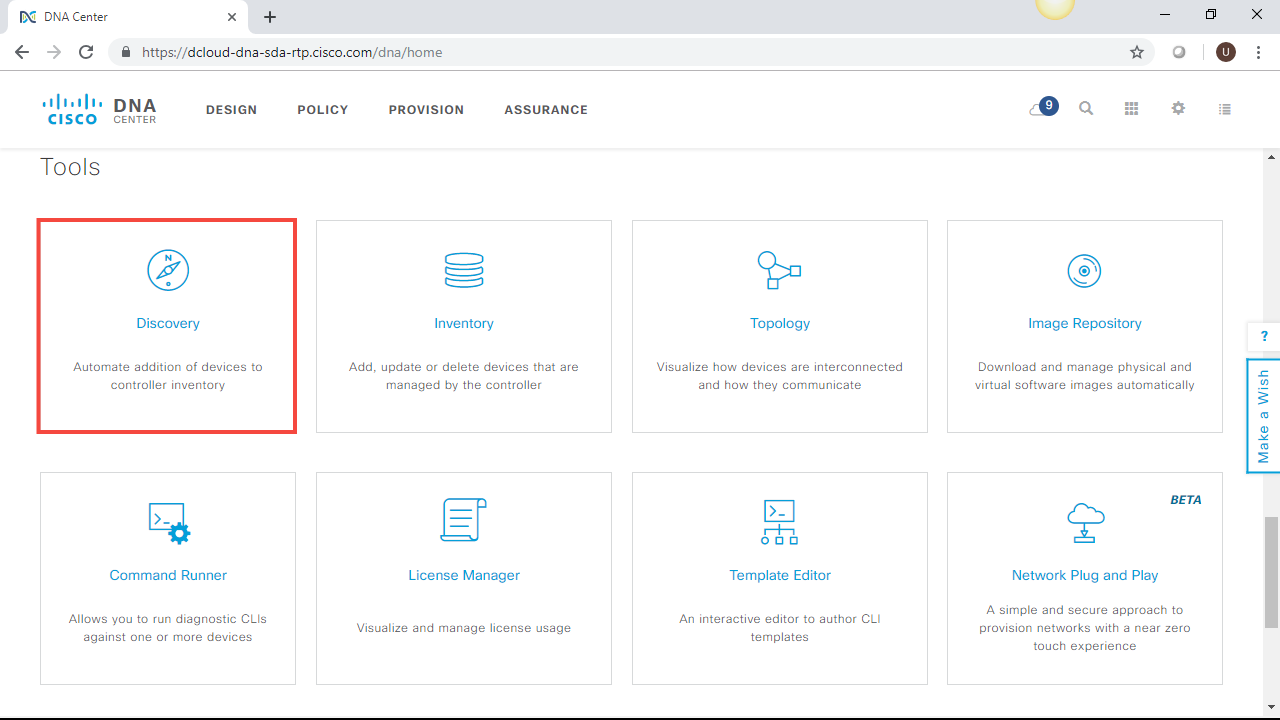 DNA Center
https://dcloud-dna-sda-rtp.cisco.com/dna/home
U
CISCO
DNA
CENTER
DESIGN
POLICY
PROVISION
ASSURANCE
9
Tools
N
Discovery
Automate addition of devices to
controller inventory
Inventory
Add, update or delete devices that are
managed by the controller
Topology
Visualize how devices are interconnected
and how they communicate
Image Repository
Download and manage physical and
virtual software images automatically
?
Make a Wish
Command Runner
Allows you to run diagnostic CLIs
against one or more devices
License Manager
Visualize and manage license usage
Template Editor
An interactive editor to author CLI
templates
BETA
Network Plug and Play
A simple and secure approach to
provision networks with a near zero
touch experience